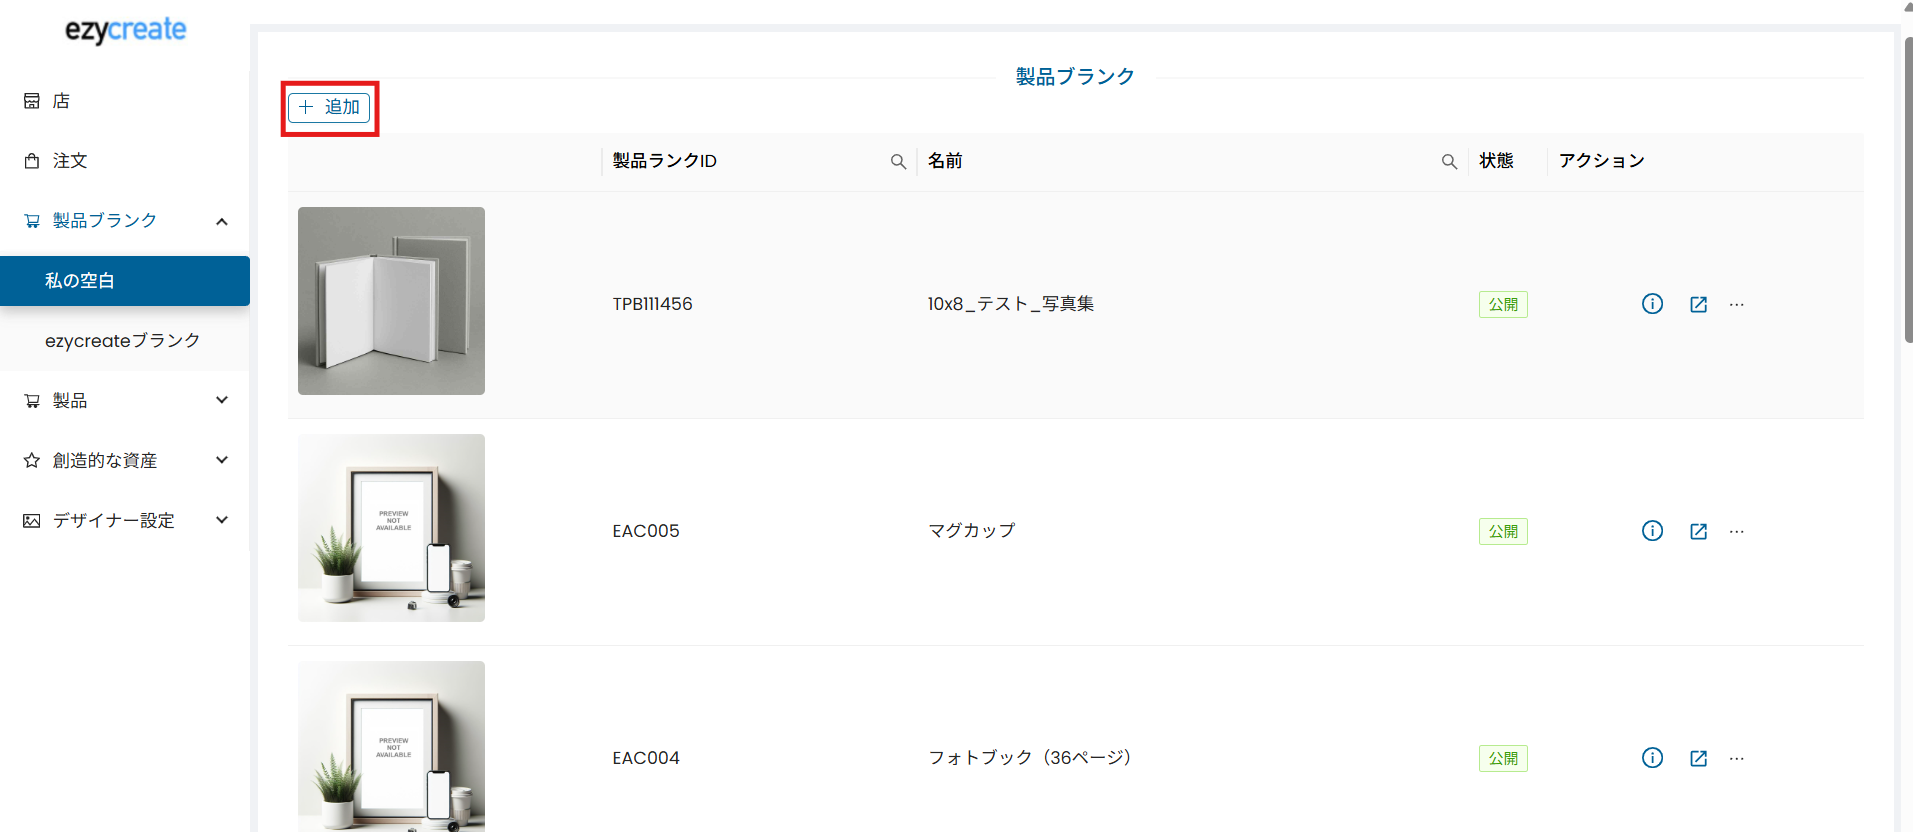 ezycreate
店
注文
製品ブランク
私の空白
ezycreateブランク
製品
創造的な資産
デザイナー設定
製品ブランク
+ 追加
製品ランクID 名前 状態 アクション
TPB111456 10x8_テスト_写真集 公開 ...
PREVIEW
NOT
AVAILABLE
EAC005 マグカップ 公開 ...
PREVIEW
NOT
AVAILABLE
EAC004 フォトブック（36ページ） 公開 ...